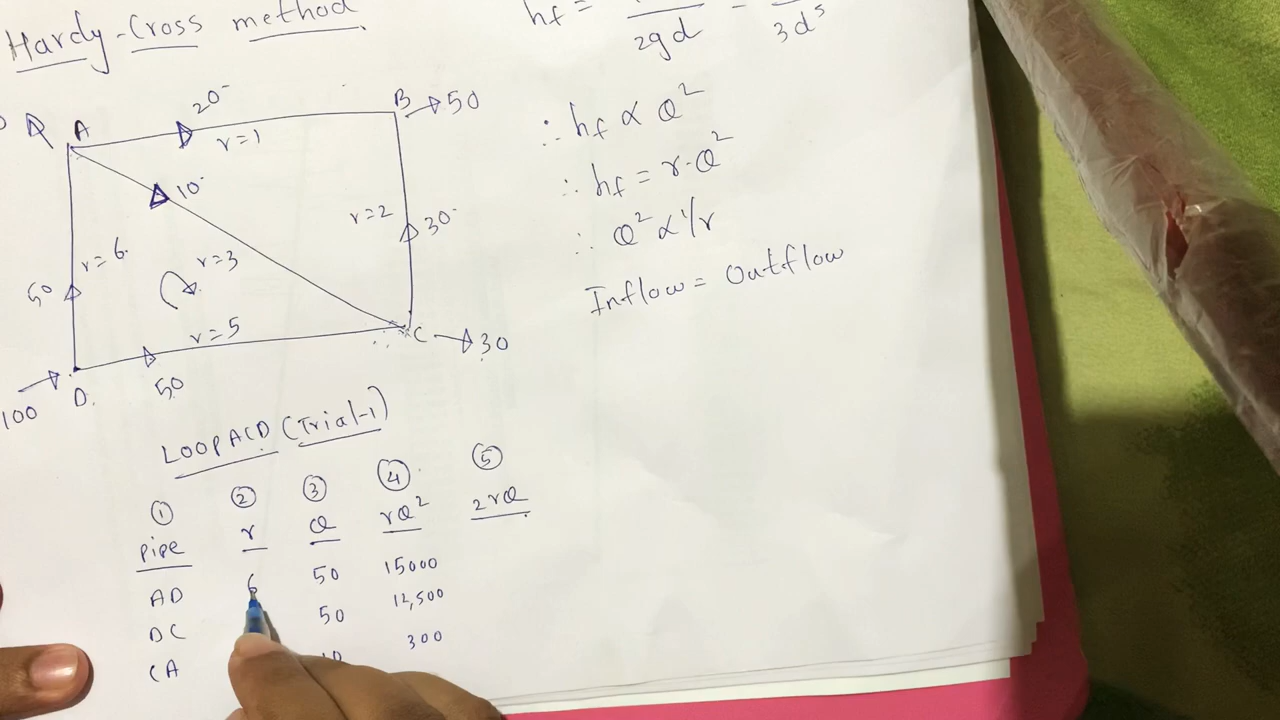 Hardy-Cross method
hf =
2gd
-
3d⁵
20
A
B
50
r=1
10
r=2
30
r=6
r=3
50
r=5
C
30
100
D
50
∴ hf ∝ Q²
∴ hf = r·Q²
∴ Q² ∝ 1/r
Inflow = Outflow
LOOP ACD (Trial-1)
① ② ③ ④ ⑤
Pipe r Q rQ² 2rQ
AD 6 50 15000
DC 50 12,500
CA 300